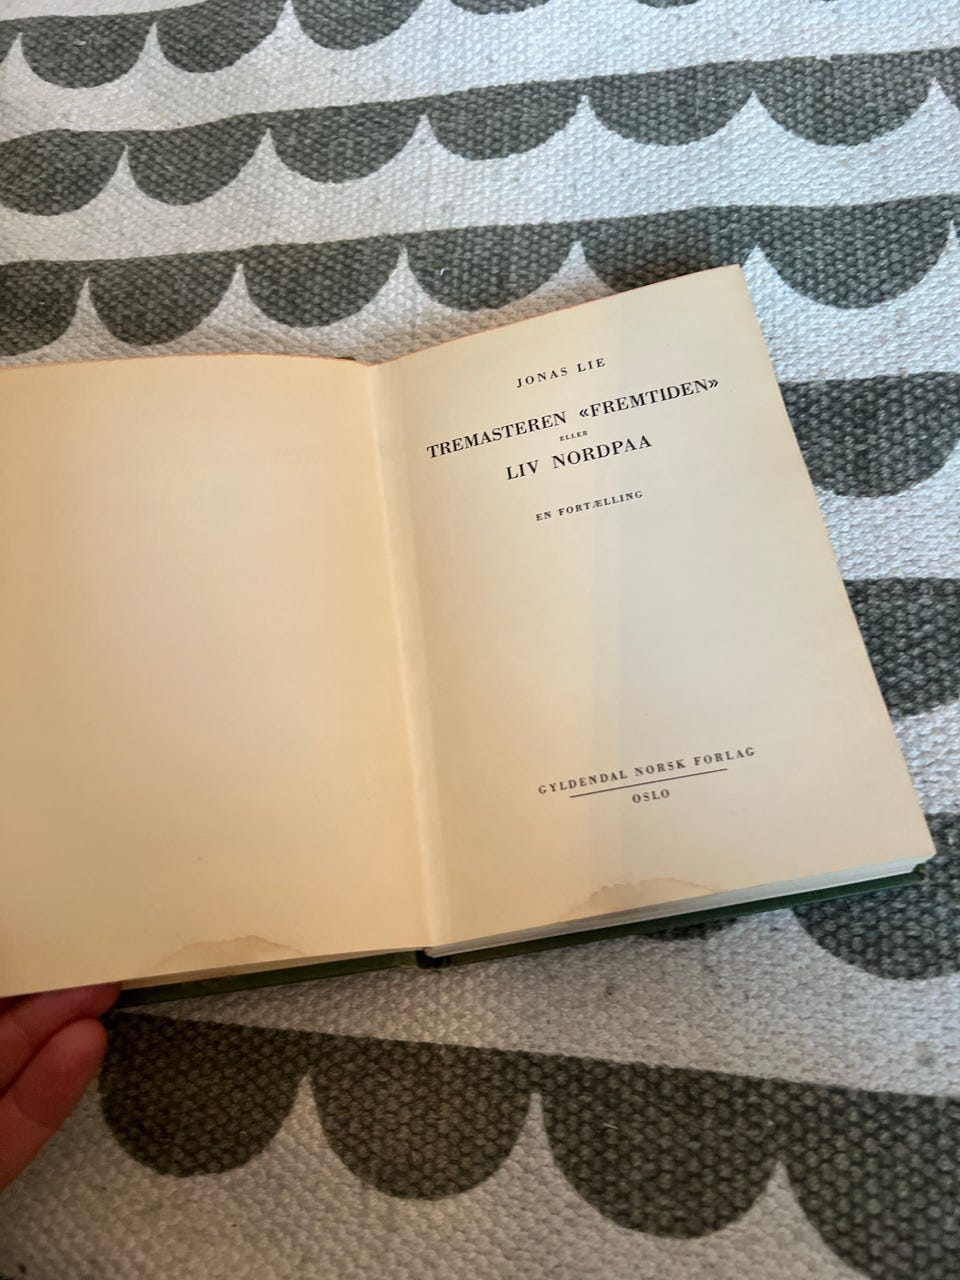 JONAS LIE
TREMASTEREN «FREMTIDEN»
ELLER
LIV NORDPAA
EN FORTÆLLING
GYLDENDAL NORSK FORLAG
OSLO